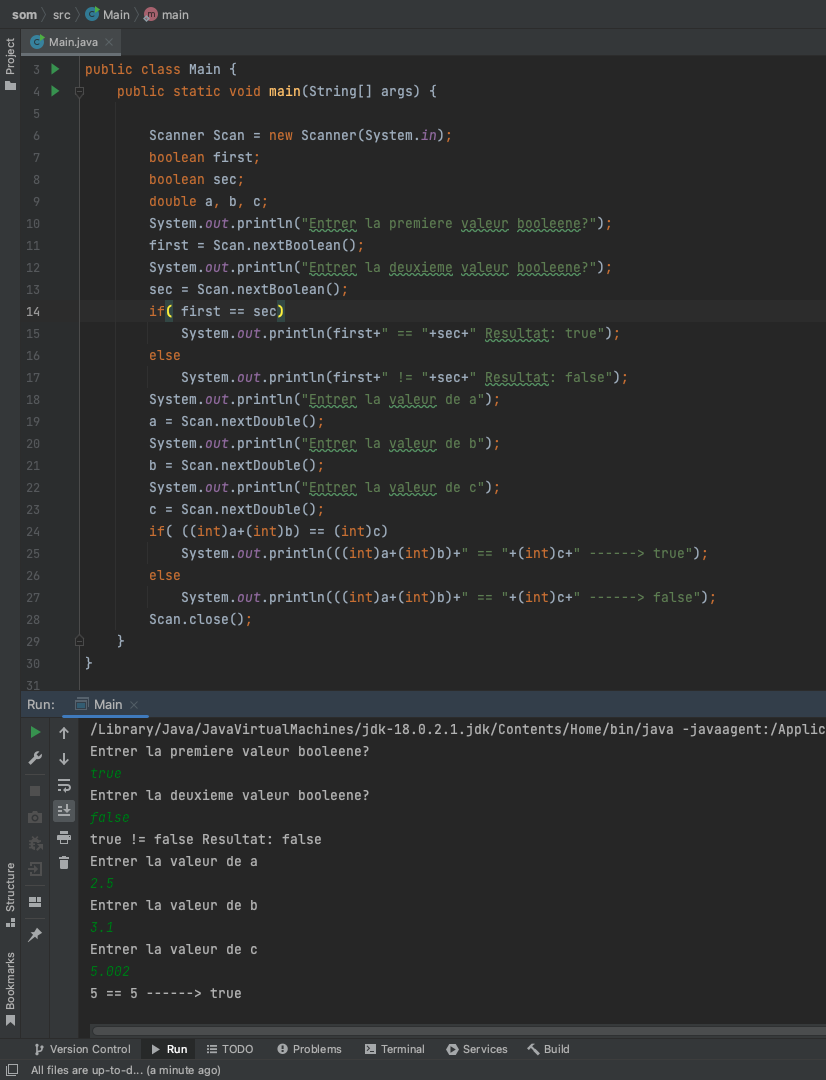 som src Main main
Project
Main.java
3 public class Main {
4 public static void main(String[] args) {
5
6 Scanner Scan = new Scanner(System.in);
7 boolean first;
8 boolean sec;
9 double a, b, c;
10 System.out.println("Entrer la premiere valeur booleene?");
11 first = Scan.nextBoolean();
12 System.out.println("Entrer la deuxieme valeur booleene?");
13 sec = Scan.nextBoolean();
14 if( first == sec)
15 System.out.println(first+" == "+sec+" Resultat: true");
16 else
17 System.out.println(first+" != "+sec+" Resultat: false");
18 System.out.println("Entrer la valeur de a");
19 a = Scan.nextDouble();
20 System.out.println("Entrer la valeur de b");
21 b = Scan.nextDouble();
22 System.out.println("Entrer la valeur de c");
23 c = Scan.nextDouble();
24 if( ((int)a+(int)b) == (int)c)
25 System.out.println(((int)a+(int)b)+" == "+(int)c+" ------> true");
26 else
27 System.out.println(((int)a+(int)b)+" == "+(int)c+" ------> false");
28 Scan.close();
29 }
30 }
31
Run: Main
/Library/Java/JavaVirtualMachines/jdk-18.0.2.1.jdk/Contents/Home/bin/java -javaagent:/Applic
Entrer la premiere valeur booleene?
true
Entrer la deuxieme valeur booleene?
false
true != false Resultat: false
Entrer la valeur de a
2.5
Entrer la valeur de b
3.1
Entrer la valeur de c
5.002
5 == 5 ------> true
Structure
Bookmarks
Version Control Run TODO Problems Terminal Services Build
All files are up-to-d... (a minute ago)